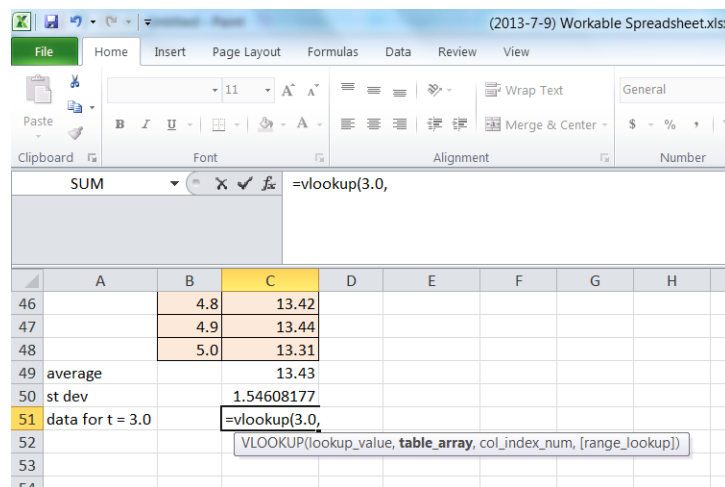 (2013-7-9) Workable Spreadsheet.xls
File Home Insert Page Layout Formulas Data Review View
Paste
11 A A
Wrap Text
General
B I U A
Merge & Center
$ % ,
Clipboard Font Alignment Number
SUM fx =vlookup(3.0,
A B C D E F G H
46 4.8 13.42
47 4.9 13.44
48 5.0 13.31
49 average 13.43
50 st dev 1.54608177
51 data for t = 3.0 =vlookup(3.0,
52 VLOOKUP(lookup_value, table_array, col_index_num, [range_lookup])
53